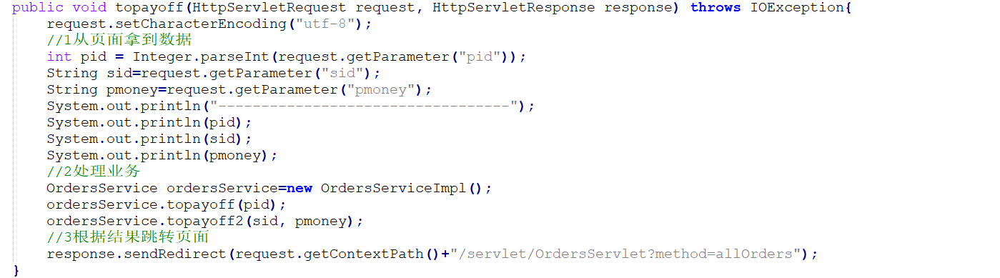 public void topayoff(HttpServletRequest request, HttpServletResponse response) throws IOException{
request.setCharacterEncoding("utf-8");
//1从页面拿到数据
int pid = Integer.parseInt(request.getParameter("pid"));
String sid=request.getParameter("sid");
String pmoney=request.getParameter("pmoney");
System.out.println("----------------------------------");
System.out.println(pid);
System.out.println(sid);
System.out.println(pmoney);
//2处理业务
OrdersService ordersService=new OrdersServiceImpl();
ordersService.topayoff(pid);
ordersService.topayoff2(sid, pmoney);
//3根据结果跳转页面
response.sendRedirect(request.getContextPath()+"/servlet/OrdersServlet?method=allOrders");
}